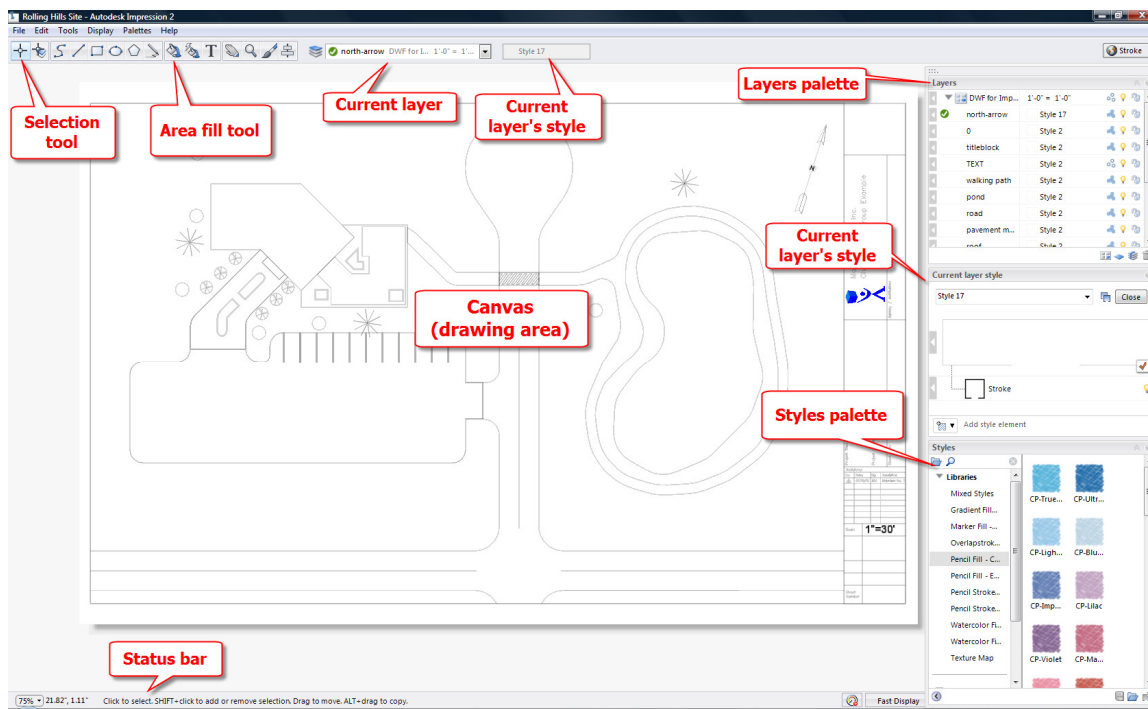 Rolling Hills Site - Autodesk Impression 2
File Edit Tools Display Palettes Help
north-arrow DWF for I... 1'-0" = 1'...
Style 17
Stroke
Selection tool
Area fill tool
Current layer
Current layer's style
Layers palette
Layers
DWF for Imp... 1'-0" = 1'-0"
north-arrow Style 17
0 Style 2
titleblock Style 2
TEXT Style 2
walking path Style 2
pond Style 2
road Style 2
pavement m... Style 2
roof Style 2
Current layer's style
Current layer style
Style 17
Close
Stroke
Add style element
Canvas
(drawing area)
N
1"=30'
Styles palette
Styles
Libraries
Mixed Styles
Gradient Fill...
Marker Fill -...
Overlapstrok...
Pencil Fill - C...
Pencil Fill - E...
Pencil Stroke...
Pencil Stroke...
Watercolor Fi...
Watercolor Fi...
Texture Map
CP-True... CP-Ultr...
CP-Ligh... CP-Blu...
CP-Imp... CP-Lilac
CP-Violet CP-Ma...
Status bar
75% 21.82", 1.11" Click to select. SHIFT+click to add or remove selection. Drag to move. ALT+drag to copy.
Fast Display